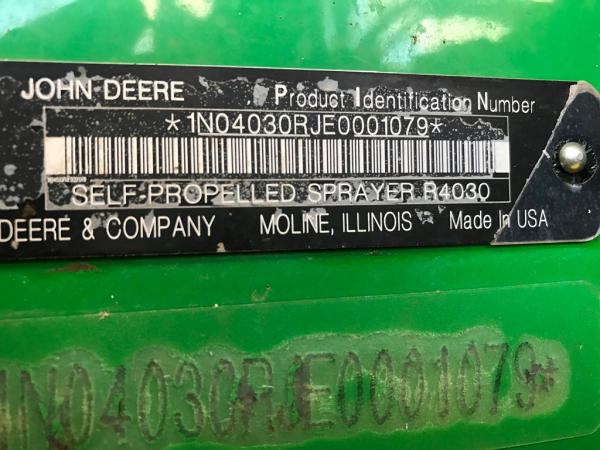 JOHN DEERE Product Identification Number
*1N04030RJE0001079*
SELF PROPELLED SPRAYER R4030
DEERE & COMPANY MOLINE, ILLINOIS Made In USA
1N04030RJE0001079*